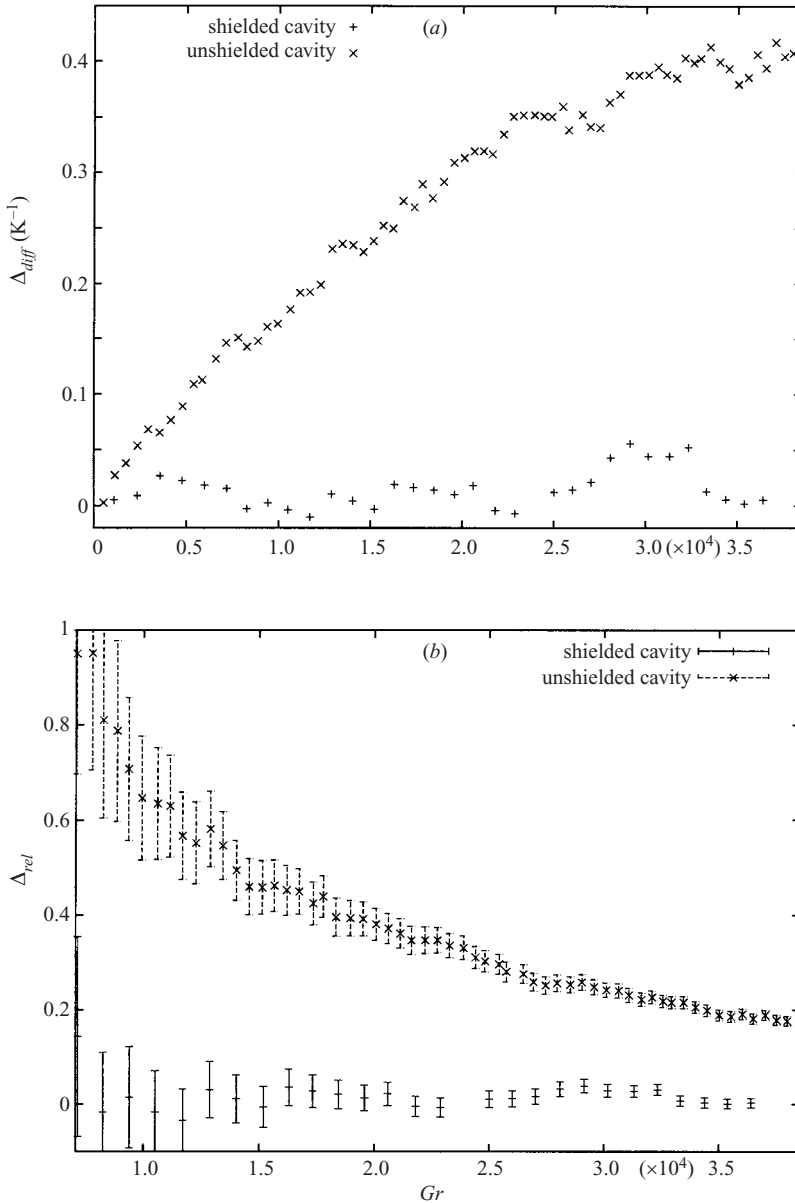 (a)
shielded cavity
unshielded cavity
0.4
0.3
0.2
0.1
0
Δdiff (K⁻¹)
0 0.5 1.0 1.5 2.0 2.5 3.0 (×10⁴) 3.5
(b)
shielded cavity
unshielded cavity
1
0.8
0.6
0.4
0.2
0
Δrel
1.0 1.5 2.0 2.5 3.0 (×10⁴) 3.5
Gr